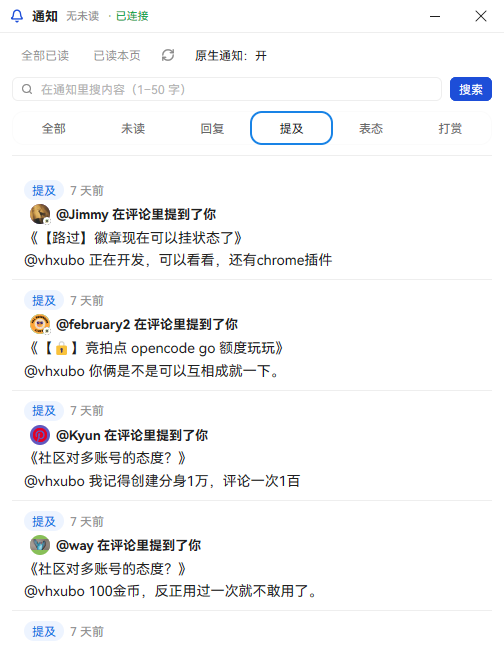 通知 无未读 · 已连接
全部已读 已读本页 原生通知：开
在通知里搜内容（1–50 字） 搜索
全部 未读 回复 提及 表态 打赏
提及 7 天前
@Jimmy 在评论里提到了你
《【路过】徽章现在可以挂状态了》
@vhxubo 正在开发，可以看看，还有chrome插件
提及 7 天前
@february2 在评论里提到了你
《【🔒】竞拍点 opencode go 额度玩玩》
@vhxubo 你俩是不是可以互相成就一下。
提及 7 天前
@Kyun 在评论里提到了你
《社区对多账号的态度？》
@vhxubo 我记得创建分身1万，评论一次1百
提及 7 天前
@way 在评论里提到了你
《社区对多账号的态度？》
@vhxubo 100金币，反正用过一次就不敢用了。
提及 7 天前